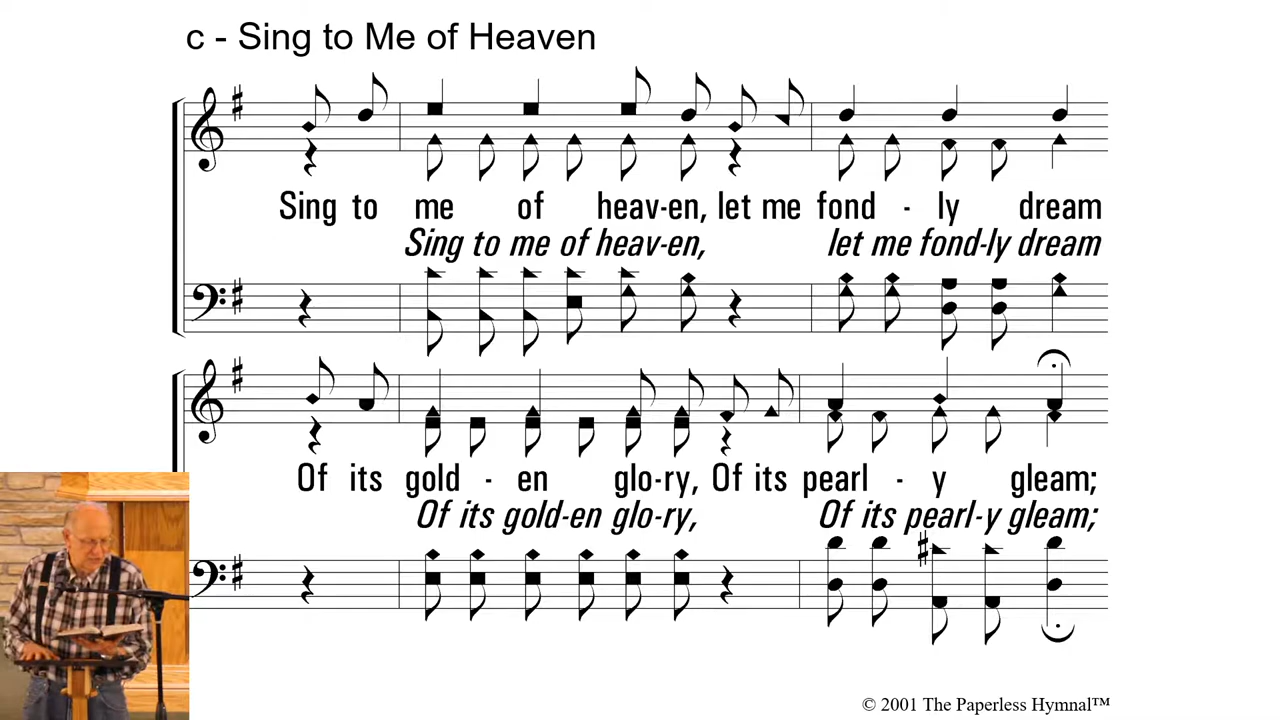 c - Sing to Me of Heaven
Sing to me of heav-en, let me fond - ly dream
Sing to me of heav-en, let me fond-ly dream
Of its gold - en glo-ry, Of its pearl - y gleam;
Of its gold-en glo-ry, Of its pearl-y gleam;
© 2001 The Paperless Hymnal™